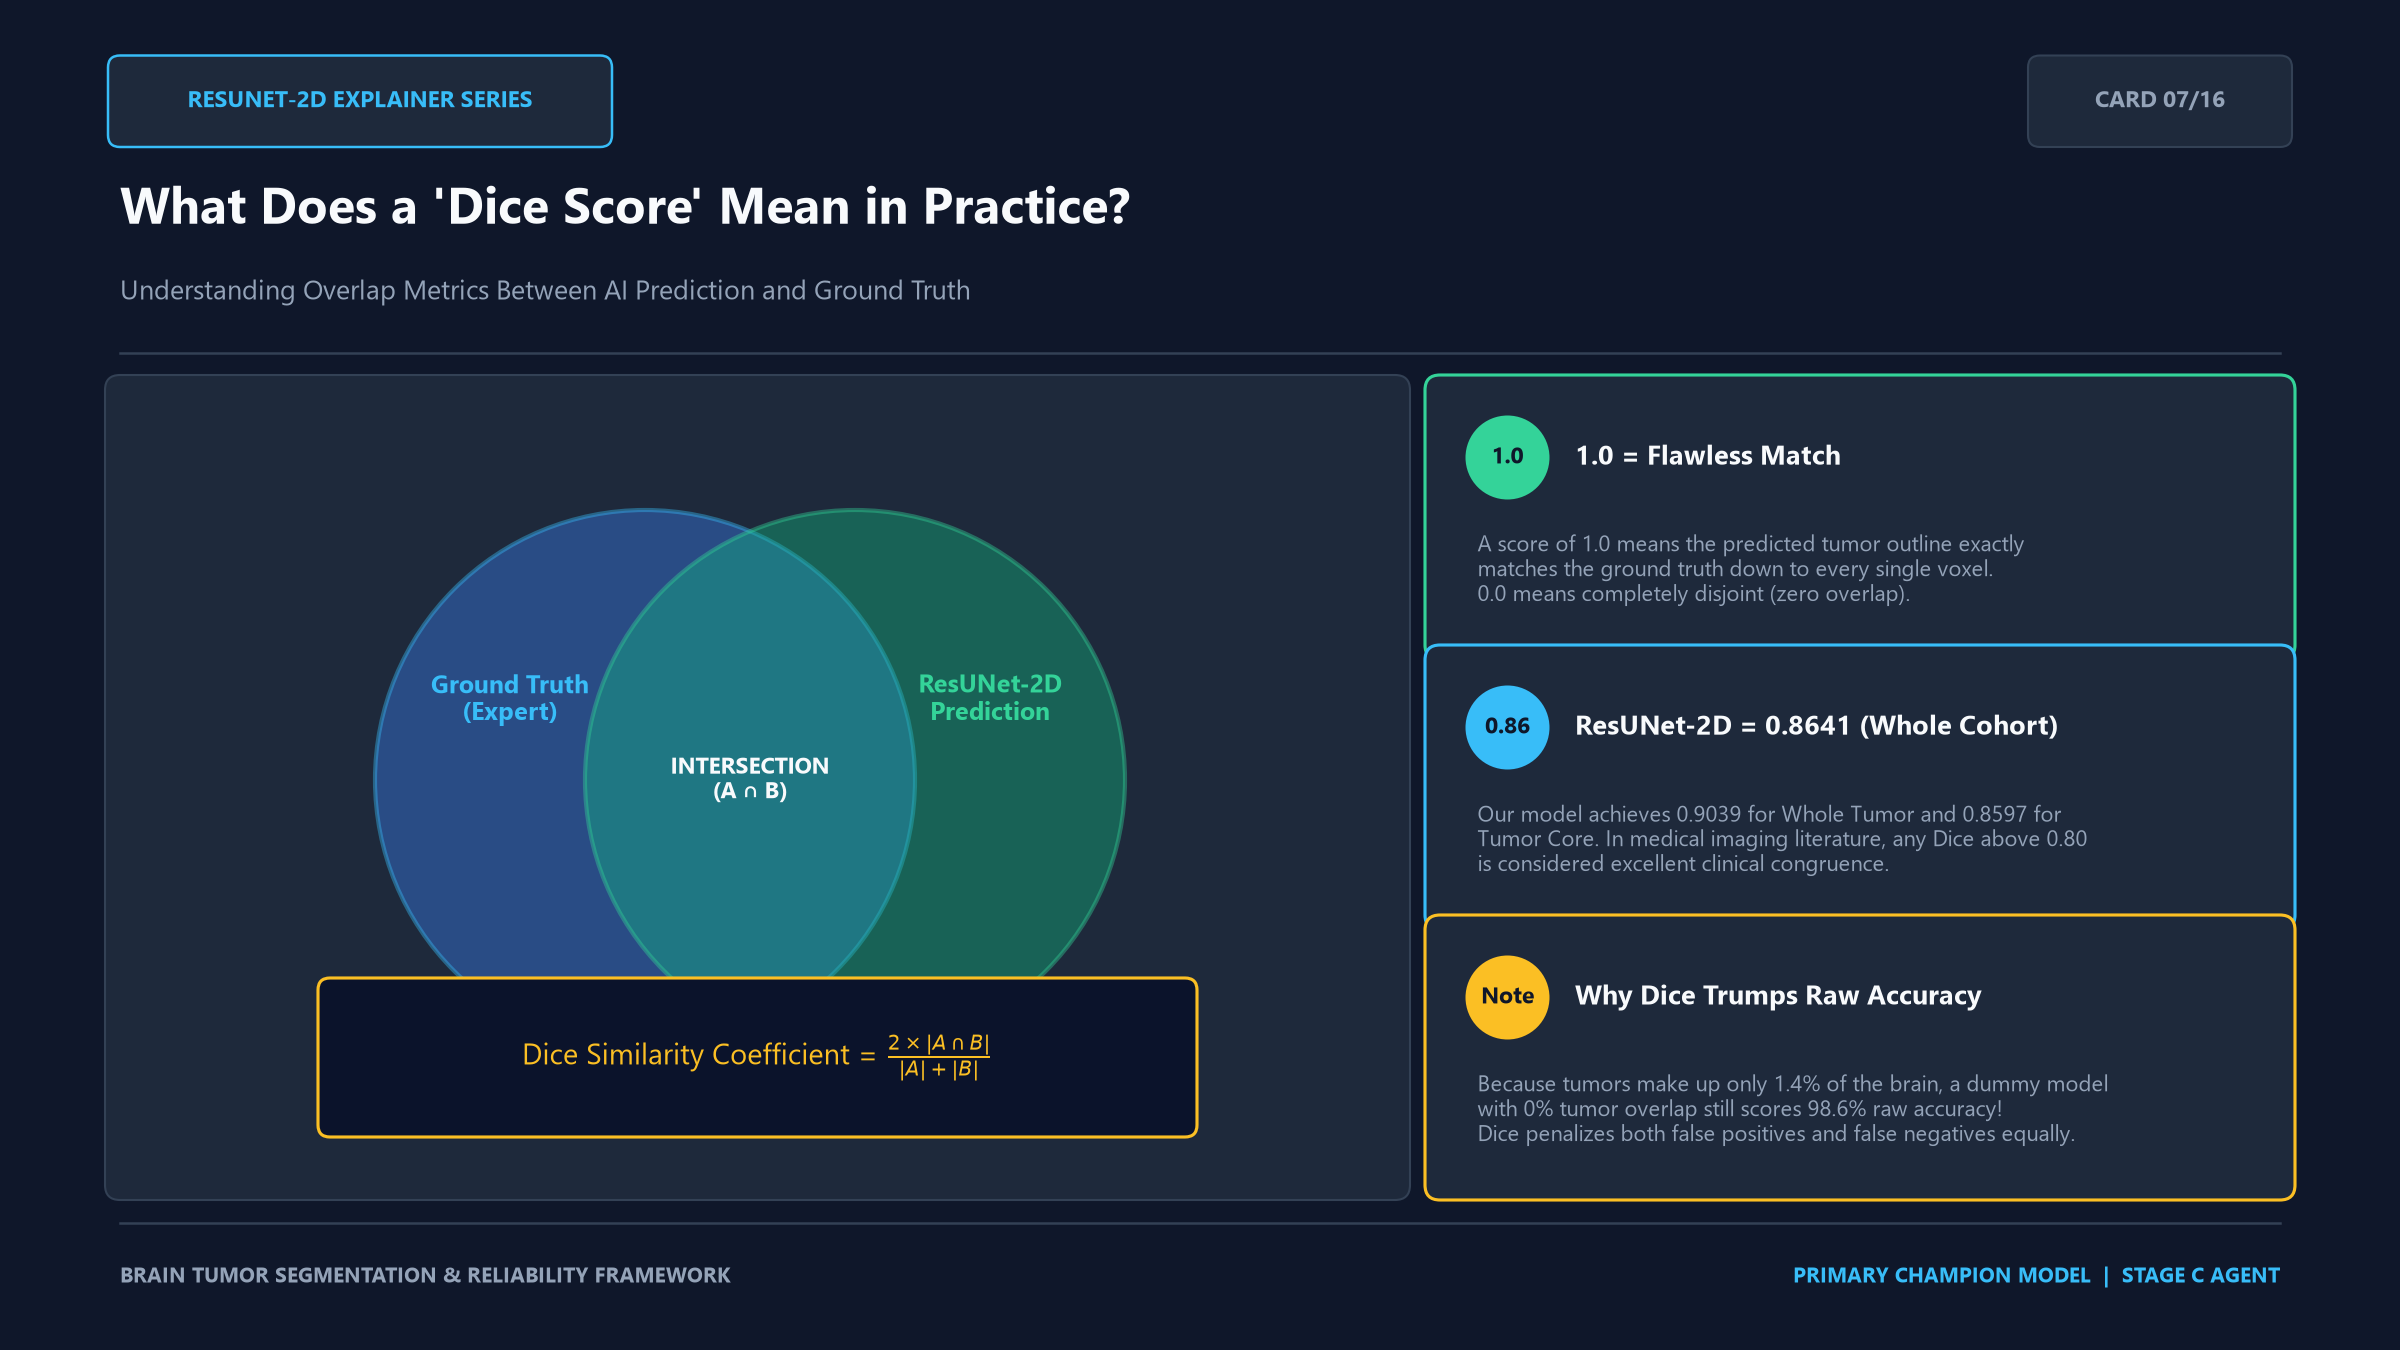 RESUNET-2D EXPLAINER SERIES
CARD 07/16
What Does a 'Dice Score' Mean in Practice?
Understanding Overlap Metrics Between AI Prediction and Ground Truth
Ground Truth
(Expert)
ResUNet-2D
Prediction
INTERSECTION
(A ∩ B)
Dice Similarity Coefficient = 2 × |A ∩ B| / |A| + |B|
1.0
1.0 = Flawless Match
A score of 1.0 means the predicted tumor outline exactly
matches the ground truth down to every single voxel.
0.0 means completely disjoint (zero overlap).
0.86
ResUNet-2D = 0.8641 (Whole Cohort)
Our model achieves 0.9039 for Whole Tumor and 0.8597 for
Tumor Core. In medical imaging literature, any Dice above 0.80
is considered excellent clinical congruence.
Note
Why Dice Trumps Raw Accuracy
Because tumors make up only 1.4% of the brain, a dummy model
with 0% tumor overlap still scores 98.6% raw accuracy!
Dice penalizes both false positives and false negatives equally.
BRAIN TUMOR SEGMENTATION & RELIABILITY FRAMEWORK
PRIMARY CHAMPION MODEL | STAGE C AGENT